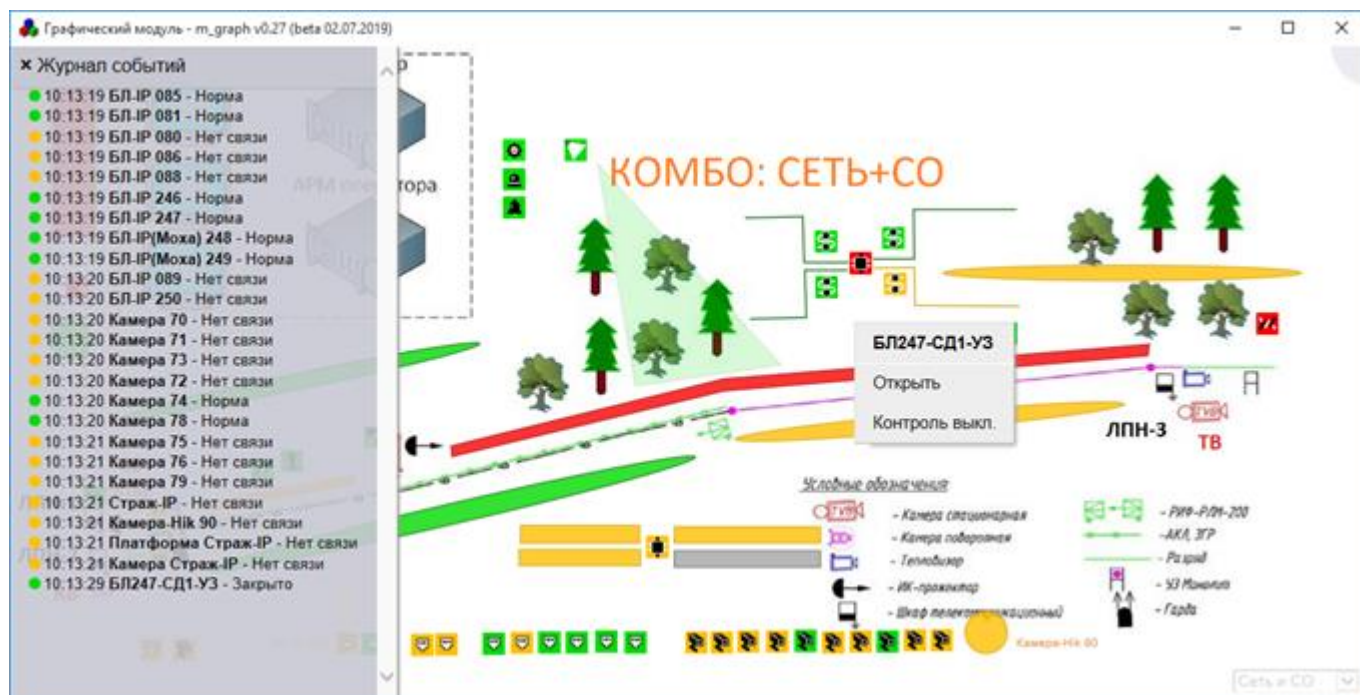 Графический модуль - m_graph v0.27 (beta 02.07.2019)
× Журнал событий
10:13:19 БЛ-IP 085 - Норма
10:13:19 БЛ-IP 081 - Норма
10:13:19 БЛ-IP 080 - Нет связи
10:13:19 БЛ-IP 086 - Нет связи
10:13:19 БЛ-IP 088 - Нет связи
10:13:19 БЛ-IP 246 - Норма
10:13:19 БЛ-IP 247 - Норма
10:13:19 БЛ-IP(Моха) 248 - Норма
10:13:19 БЛ-IP(Моха) 249 - Норма
10:13:20 БЛ-IP 089 - Нет связи
10:13:20 БЛ-IP 250 - Нет связи
10:13:20 Камера 70 - Нет связи
10:13:20 Камера 71 - Нет связи
10:13:20 Камера 73 - Нет связи
10:13:20 Камера 72 - Нет связи
10:13:20 Камера 74 - Норма
10:13:20 Камера 78 - Норма
10:13:21 Камера 75 - Нет связи
10:13:21 Камера 76 - Нет связи
10:13:21 Камера 79 - Нет связи
10:13:21 Страж-IP - Нет связи
10:13:21 Камера-Hik 90 - Нет связи
10:13:21 Платформа Страж-IP - Нет связи
10:13:21 Камера Страж-IP - Нет связи
10:13:29 БЛ247-СД1-УЗ - Закрыто
КОМБО: СЕТЬ+СО
БЛ247-СД1-УЗ
Открыть
Контроль выкл.
ЛПН-3
ТВ
Условные обозначения
- Камера стационарная
- Камера поворотная
- Тепловизор
- ИК-прожектор
- Шкаф телекоммуникационный
- РИФ-РЛМ-200
- АКЛ, ЗГР
- Разряд
- УЗ Монолит
- Гарда
Камера-Hik 90
Сеть и СО